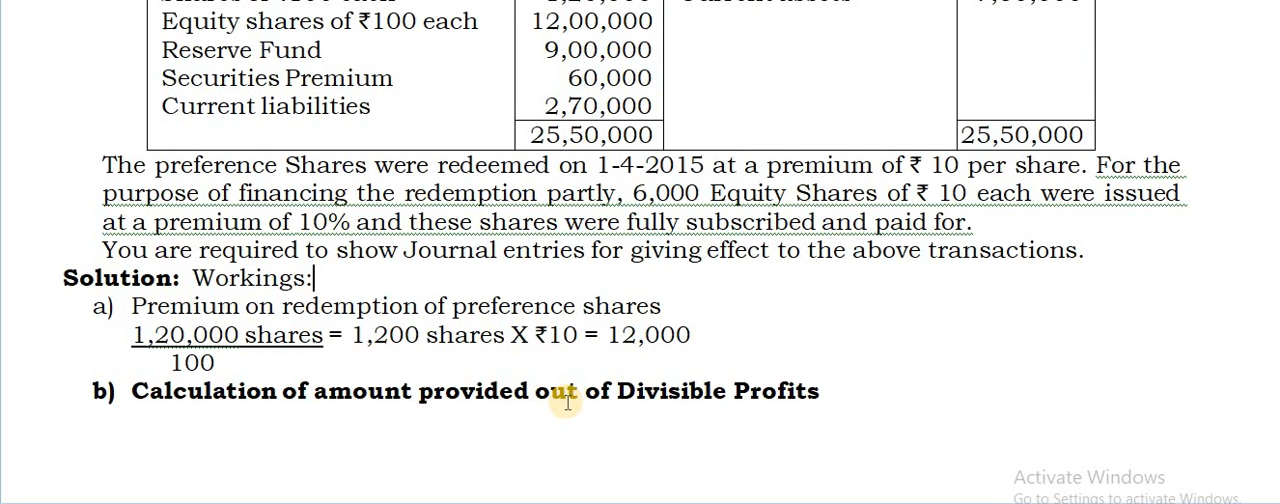 Equity shares of ₹100 each 12,00,000
Reserve Fund 9,00,000
Securities Premium 60,000
Current liabilities 2,70,000
25,50,000 25,50,000
The preference Shares were redeemed on 1-4-2015 at a premium of ₹ 10 per share. For the
purpose of financing the redemption partly, 6,000 Equity Shares of ₹ 10 each were issued
at a premium of 10% and these shares were fully subscribed and paid for.
You are required to show Journal entries for giving effect to the above transactions.
Solution: Workings:
a) Premium on redemption of preference shares
1,20,000 shares = 1,200 shares X ₹10 = 12,000
100
b) Calculation of amount provided out of Divisible Profits
Activate Windows
Go to Settings to activate Windows.